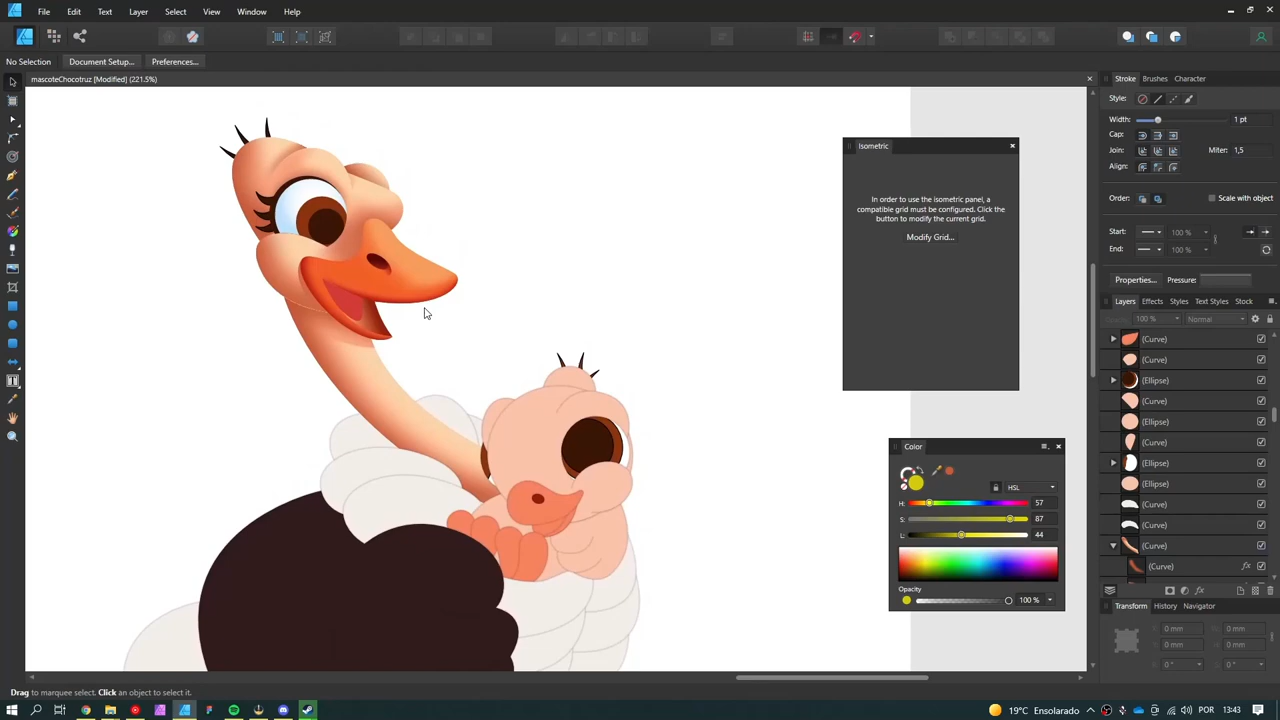 File Edit Text Layer Select View Window Help
No Selection Document Setup... Preferences...
mascoteChocotruz [Modified] (221.5%)
Stroke Brushes Character
Style:
Width: 1 pt
Cap:
Join: Miter: 1,5
Align:
Order: Scale with object
Start: 100 %
End: 100 %
Properties... Pressure:
Isometric
In order to use the isometric panel, a
compatible grid must be configured. Click the
button to modify the current grid.
Modify Grid...
Layers Effects Styles Text Styles Stock
Opacity: 100 % Normal
(Curve)
(Curve)
(Ellipse)
(Curve)
(Ellipse)
(Curve)
(Ellipse)
(Ellipse)
(Curve)
(Curve)
(Curve)
(Curve) fx
Color
HSL
H: 57
S: 87
L: 44
Opacity
100 %
fx
Transform History Navigator
X: 0 mm W: 0 mm
Y: 0 mm H: 0 mm
0 ° 0 °
Drag to marquee select. Click an object to select it.
19°C Ensolarado POR 13:43